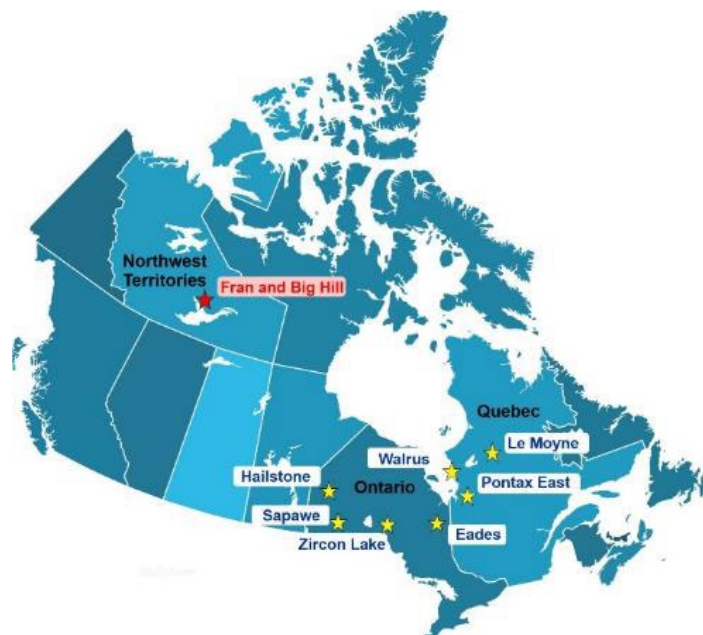 Northwest
Territories
Fran and Big Hill
Quebec
Le Moyne
Walrus
Hailstone
Ontario
Pontax East
Sapawe
Zircon Lake
Eades